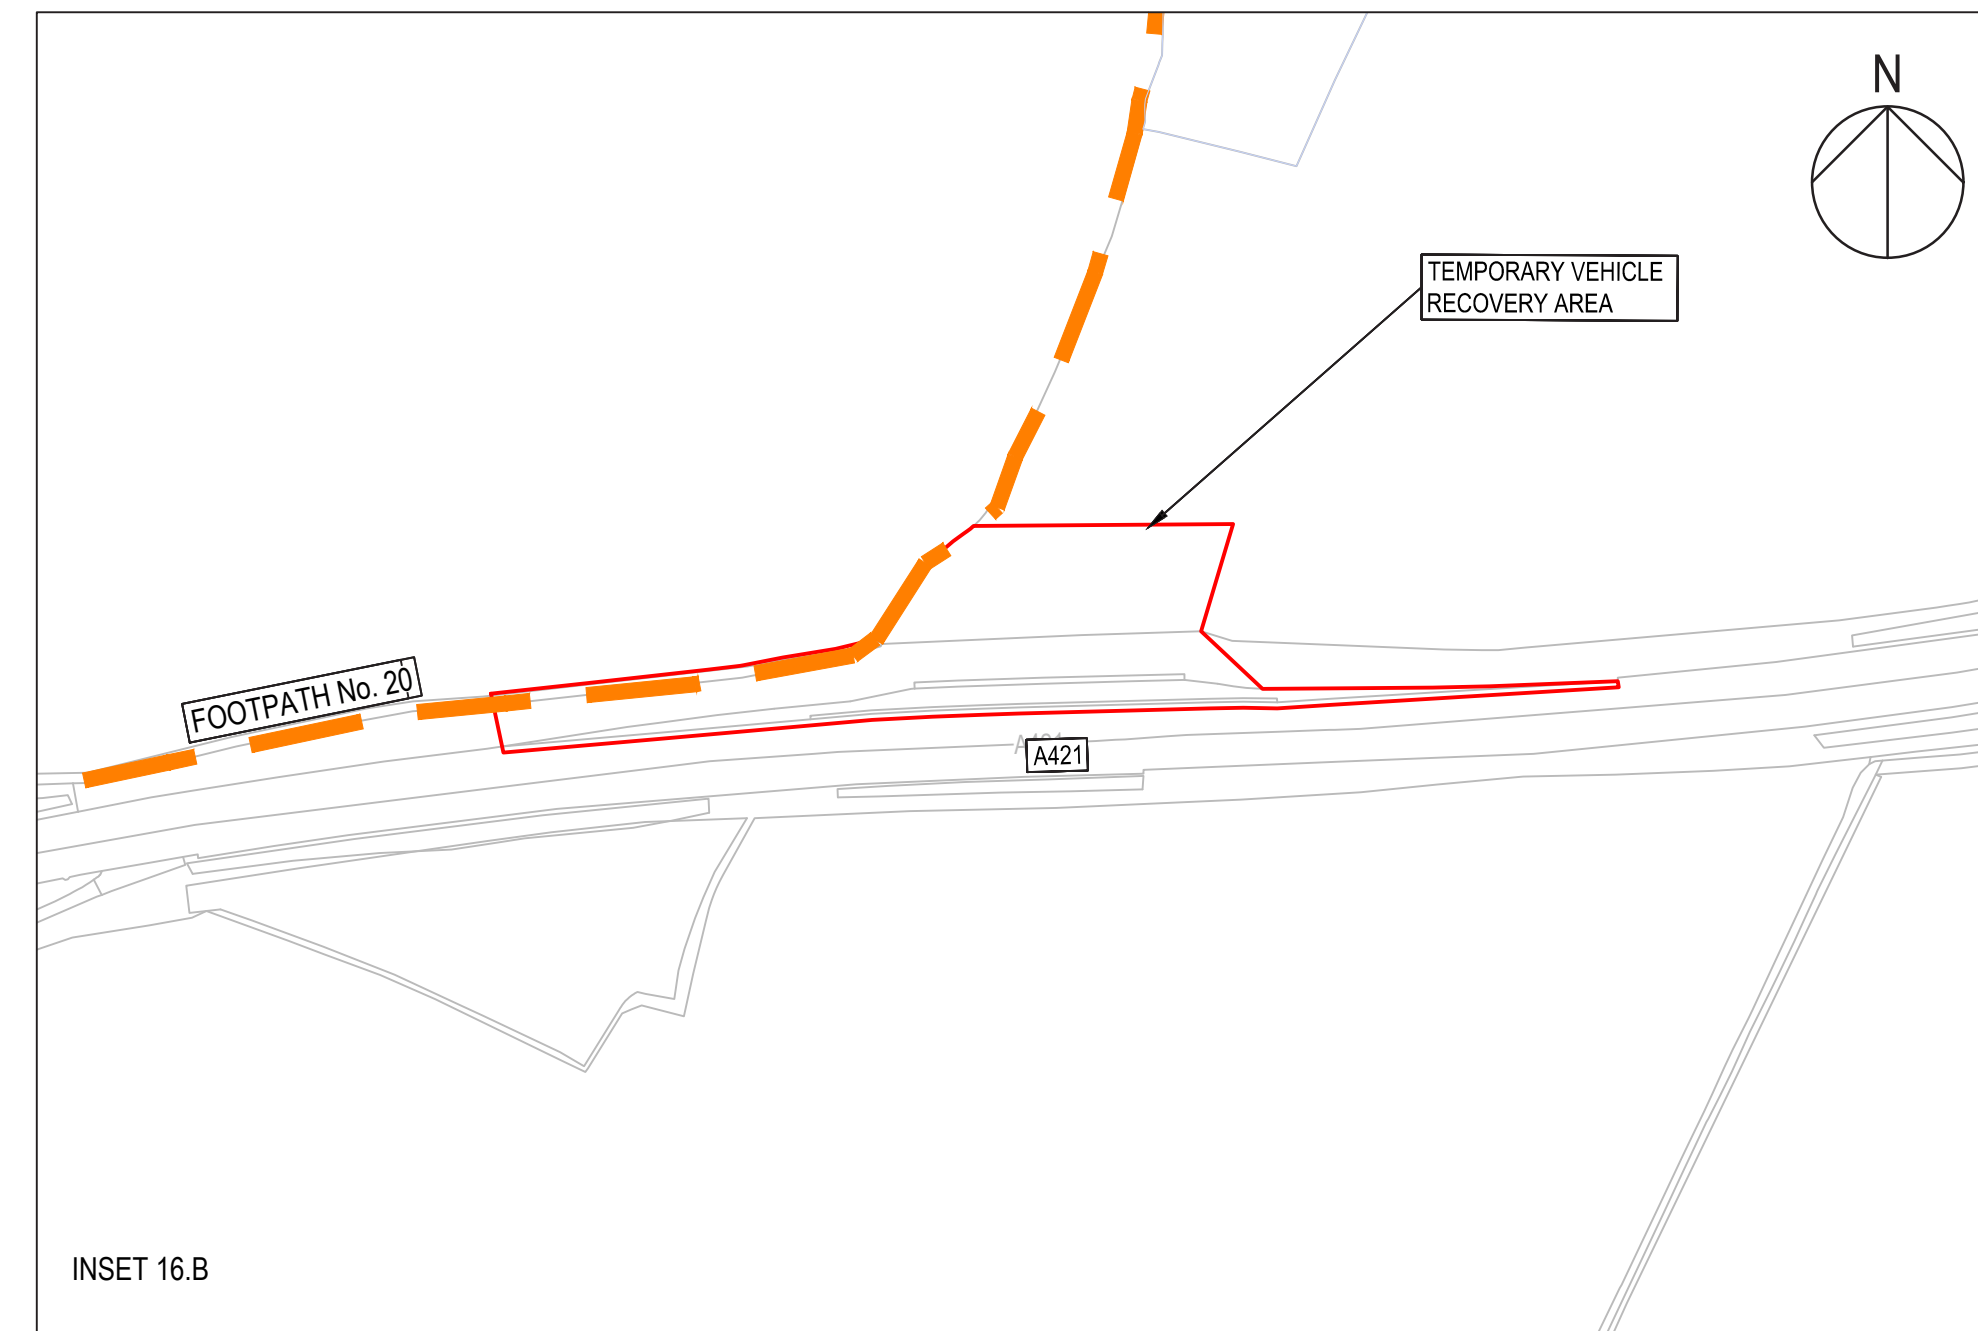 N
TEMPORARY VEHICLE
RECOVERY AREA
FOOTPATH No. 20
A421
INSET 16.B